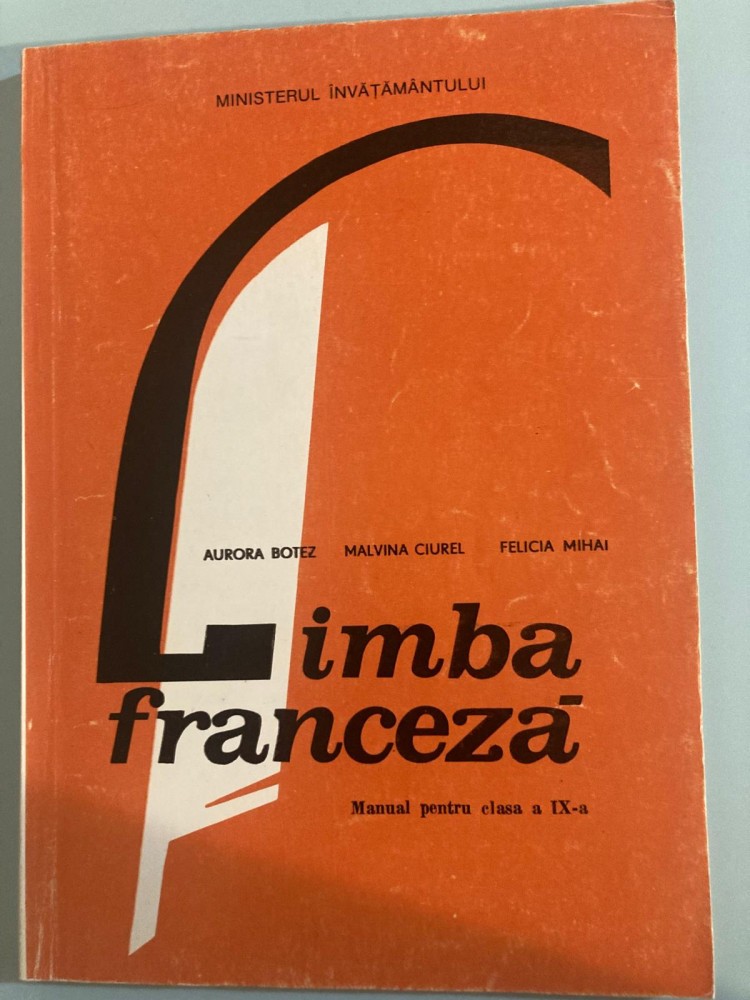 MINISTERUL ÎNVĂȚĂMÂNTULUI
AURORA BOTEZ MALVINA CIUREL FELICIA MIHAI
Limba
franceză
Manual pentru clasa a IX-a